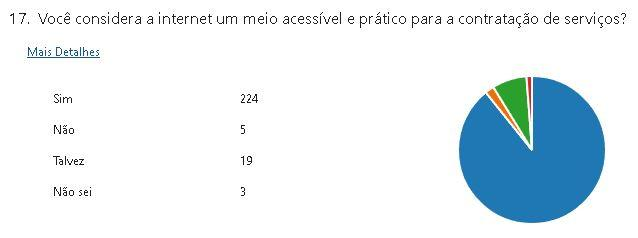 17. Você considera a internet um meio acessível e prático para a contratação de serviços?
Mais Detalhes
Sim 224
Não 5
Talvez 19
Não sei 3